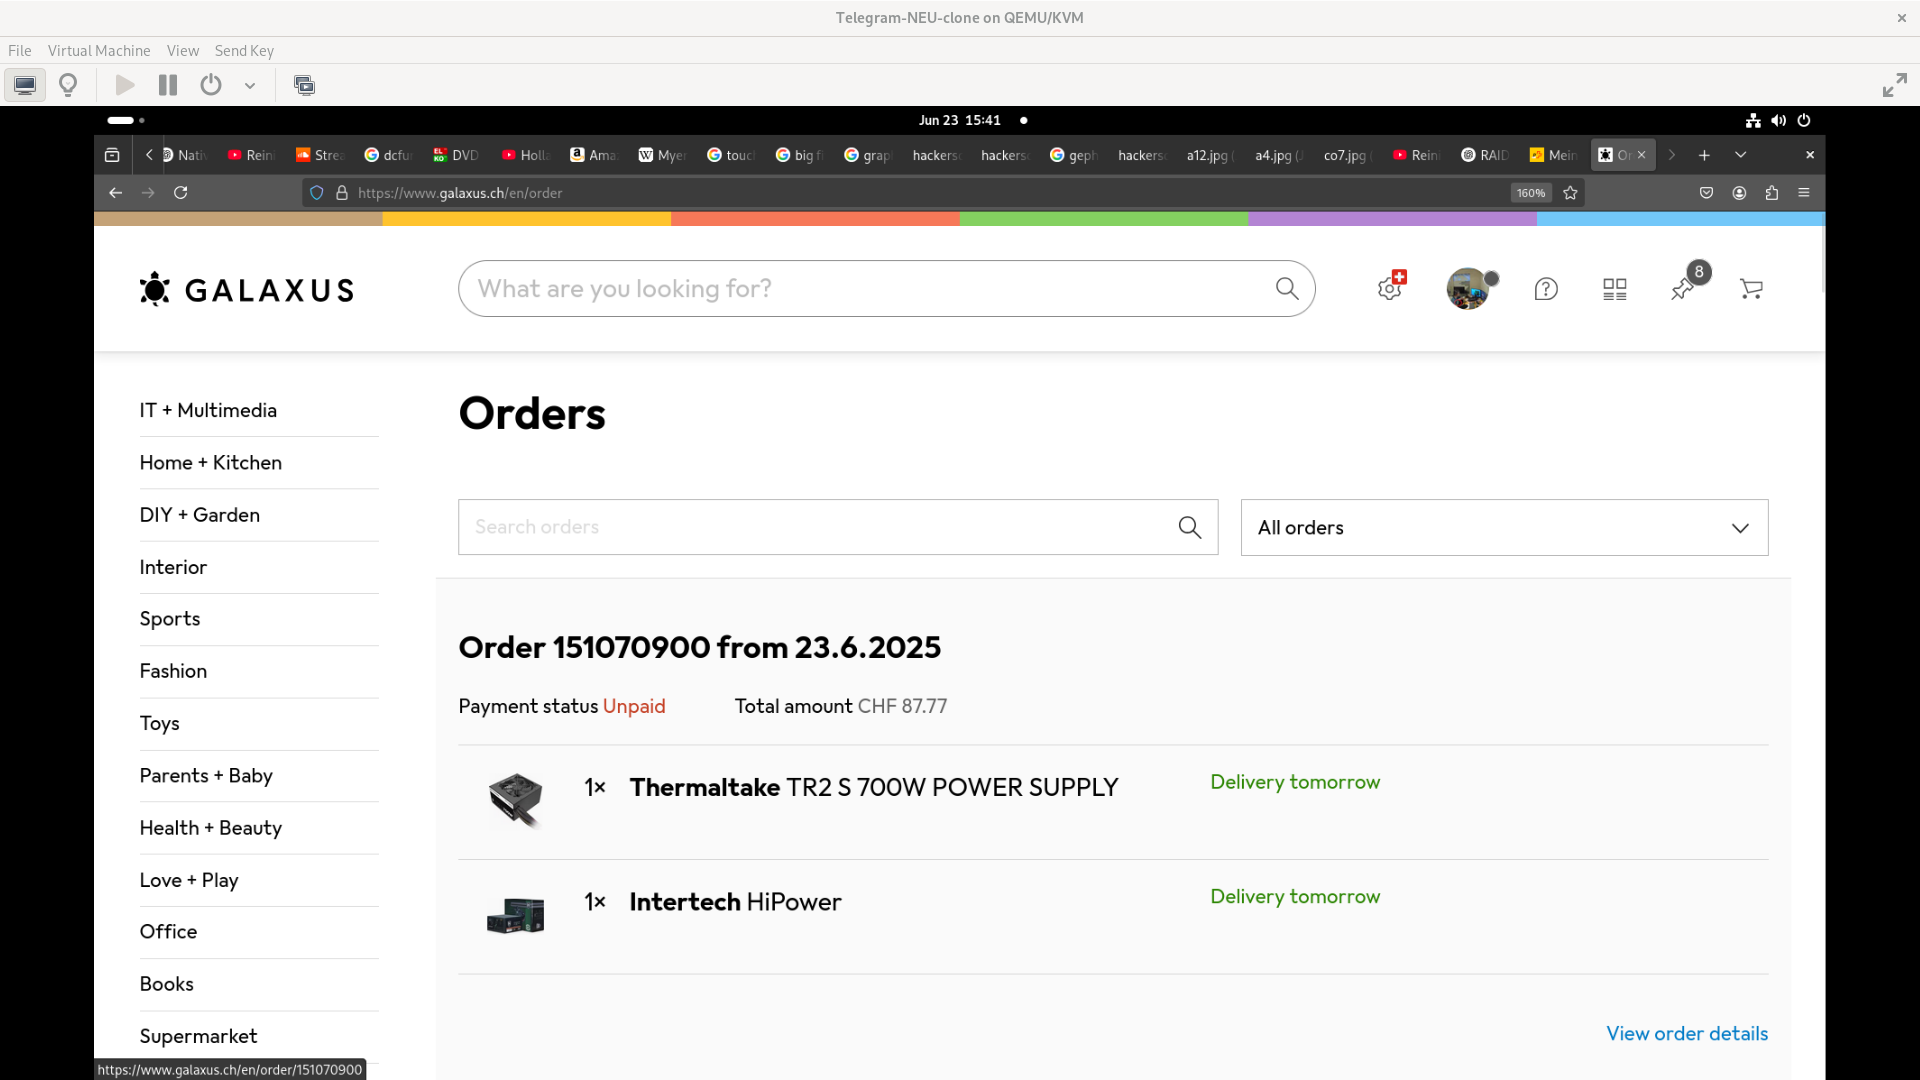 Telegram-NEU-clone on QEMU/KVM
File Virtual Machine View Send Key
Jun 23 15:41
Nativ Rein Strea dcfur DVD Holla Ama Myer touc big f grap hackers hackers geph hackers a12.jpg ( a4.jpg ( co7.jpg ( Rein RAID Mein Or
https://www.galaxus.ch/en/order 160%
GALAXUS
What are you looking for?
8
IT + Multimedia
Home + Kitchen
DIY + Garden
Interior
Sports
Fashion
Toys
Parents + Baby
Health + Beauty
Love + Play
Office
Books
Supermarket
Orders
Search orders
All orders
Order 151070900 from 23.6.2025
Payment status Unpaid Total amount CHF 87.77
1× Thermaltake TR2 S 700W POWER SUPPLY Delivery tomorrow
1× Intertech HiPower Delivery tomorrow
View order details
https://www.galaxus.ch/en/order/151070900